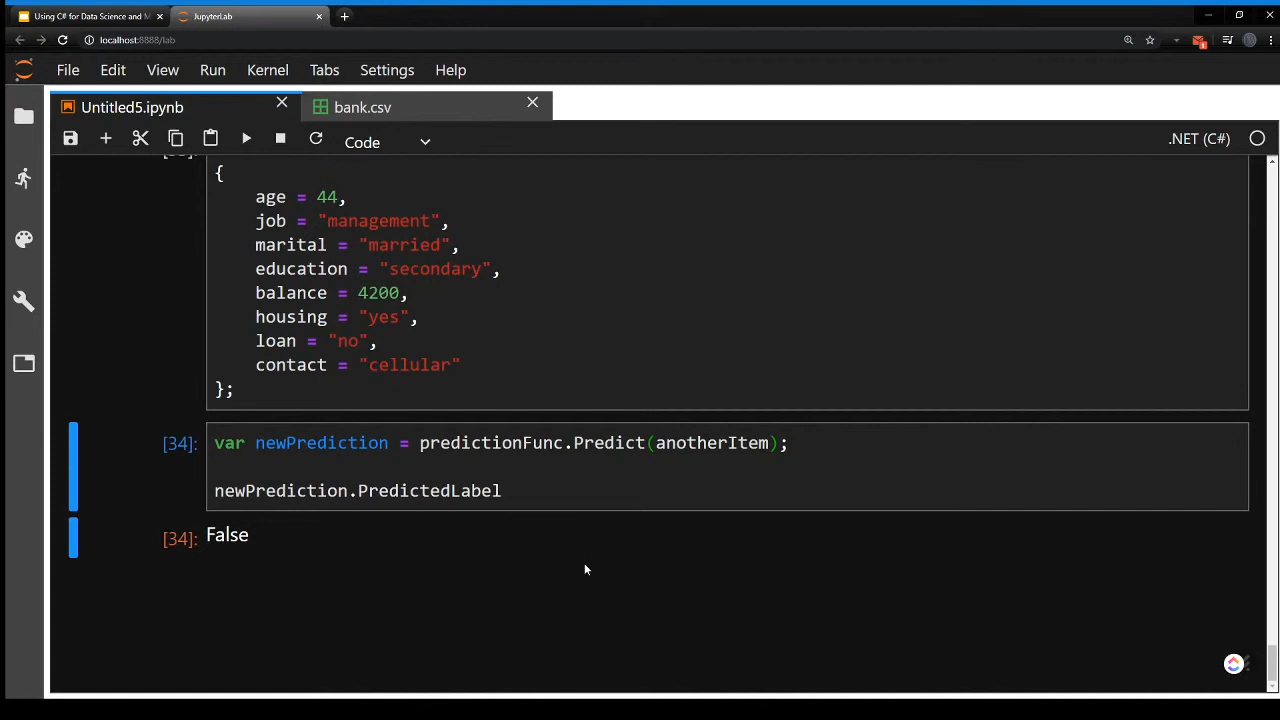 Using C# for Data Science and M
JupyterLab
localhost:8888/lab
1
File Edit View Run Kernel Tabs Settings Help
Untitled5.ipynb
bank.csv
Code
.NET (C#)
{
age = 44,
job = "management",
marital = "married",
education = "secondary",
balance = 4200,
housing = "yes",
loan = "no",
contact = "cellular"
};
[34]: var newPrediction = predictionFunc.Predict(anotherItem);
newPrediction.PredictedLabel
[34]: False